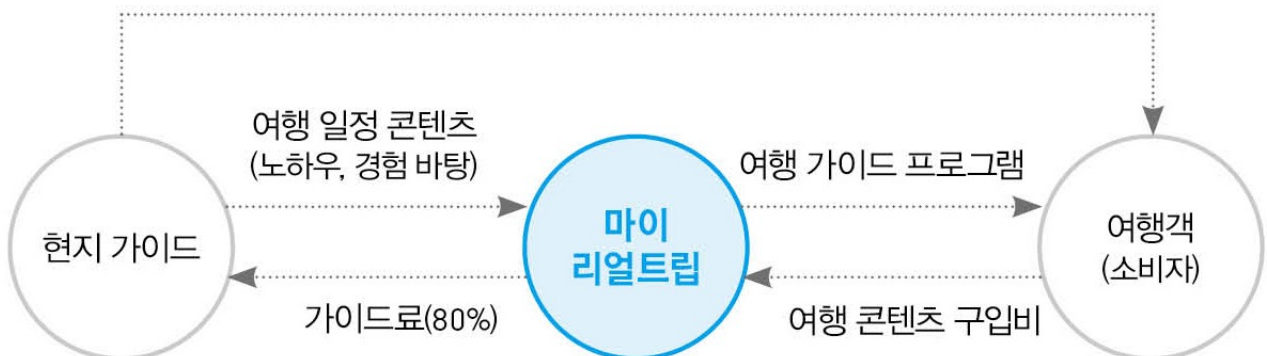 여행 일정 콘텐츠
(노하우, 경험 바탕)
여행 가이드 프로그램
현지 가이드
마이
리얼트립
여행객
(소비자)
가이드료(80%)
여행 콘텐츠 구입비